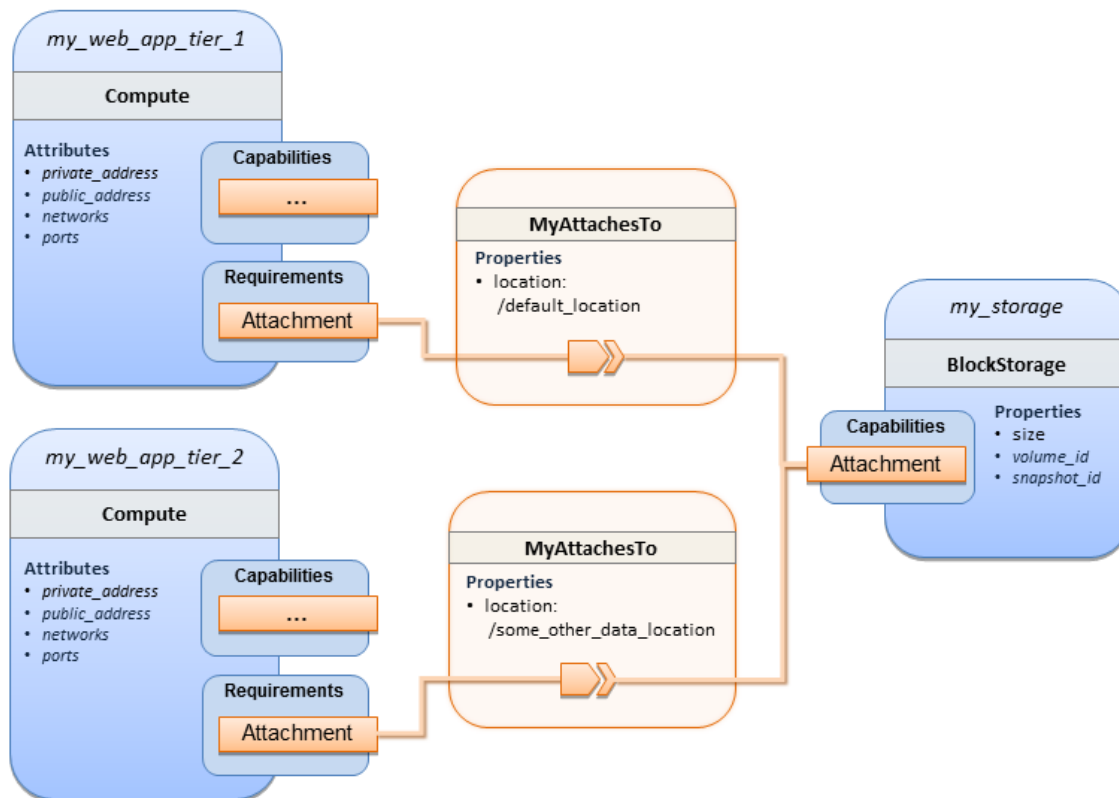 my_web_app_tier_1
Compute
Attributes
• private_address
• public_address
• networks
• ports
Capabilities
...
Requirements
Attachment
MyAttachesTo
Properties
• location:
/default_location
my_storage
BlockStorage
Properties
• size
• volume_id
• snapshot_id
Capabilities
Attachment
my_web_app_tier_2
Compute
Attributes
• private_address
• public_address
• networks
• ports
Capabilities
...
Requirements
Attachment
MyAttachesTo
Properties
• location:
/some_other_data_location